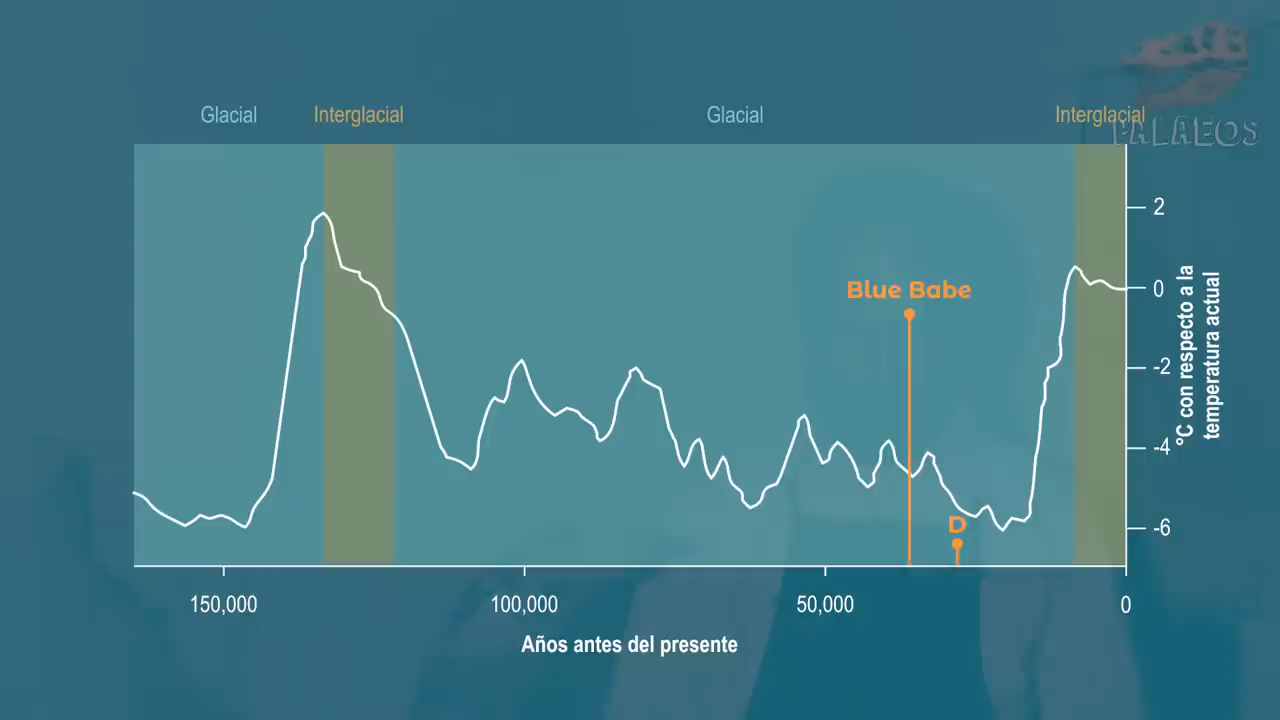 Glacial Interglacial Glacial Interglacial
PALAEOS
2
0
-2
-4
-6
°C con respecto a la
temperatura actual
Blue Babe
D
150,000 100,000 50,000 0
Años antes del presente